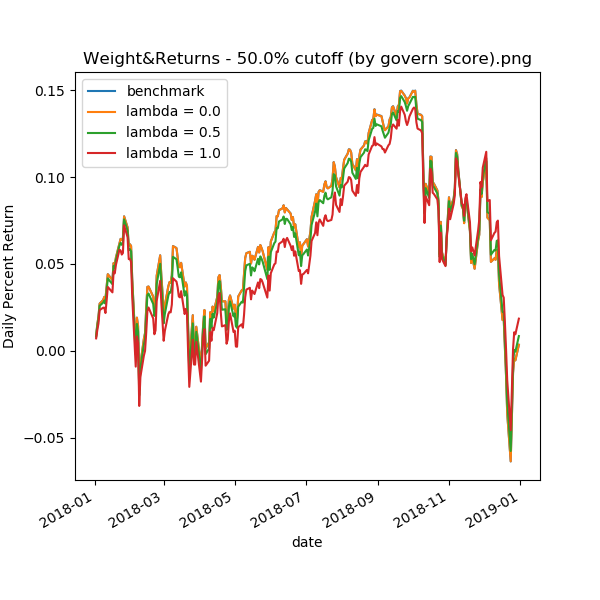 Weight&Returns - 50.0% cutoff (by govern score).png
benchmark
lambda = 0.0
lambda = 0.5
lambda = 1.0
Daily Percent Return
0.15
0.10
0.05
0.00
−0.05
2018-01
2018-03
2018-05
2018-07
2018-09
2018-11
2019-01
date